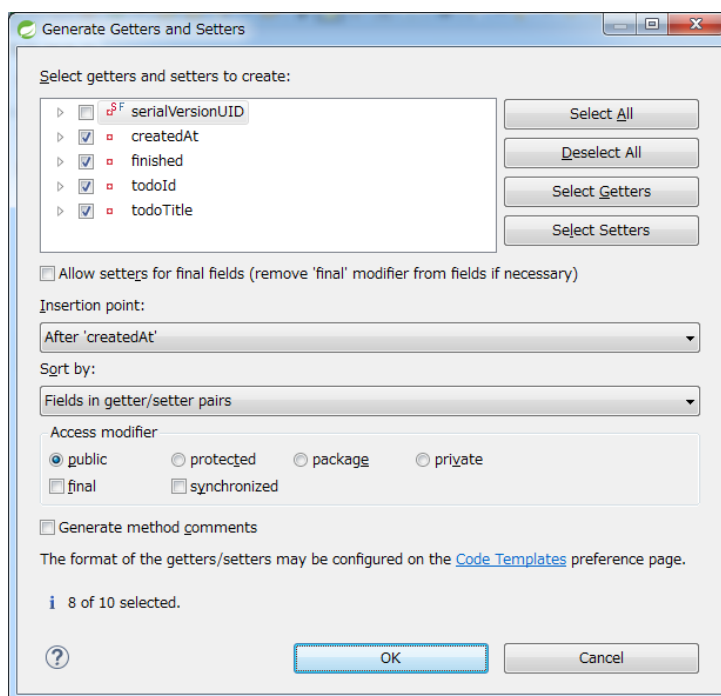 Generate Getters and Setters
Select getters and setters to create:
S F serialVersionUID
createdAt
finished
todoId
todoTitle
Select All
Deselect All
Select Getters
Select Setters
Allow setters for final fields (remove 'final' modifier from fields if necessary)
Insertion point:
After 'createdAt'
Sort by:
Fields in getter/setter pairs
Access modifier
public protected package private
final synchronized
Generate method comments
The format of the getters/setters may be configured on the Code Templates preference page.
i 8 of 10 selected.
? OK Cancel